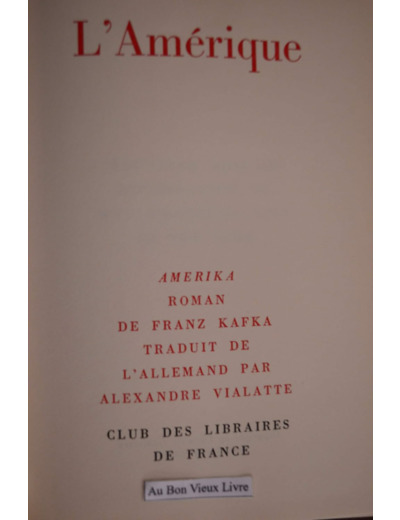 L'Amérique
AMERIKA
ROMAN
DE FRANZ KAFKA
TRADUIT DE
L'ALLEMAND PAR
ALEXANDRE VIALATTE
CLUB DES LIBRAIRES
DE FRANCE
Au Bon Vieux Livre